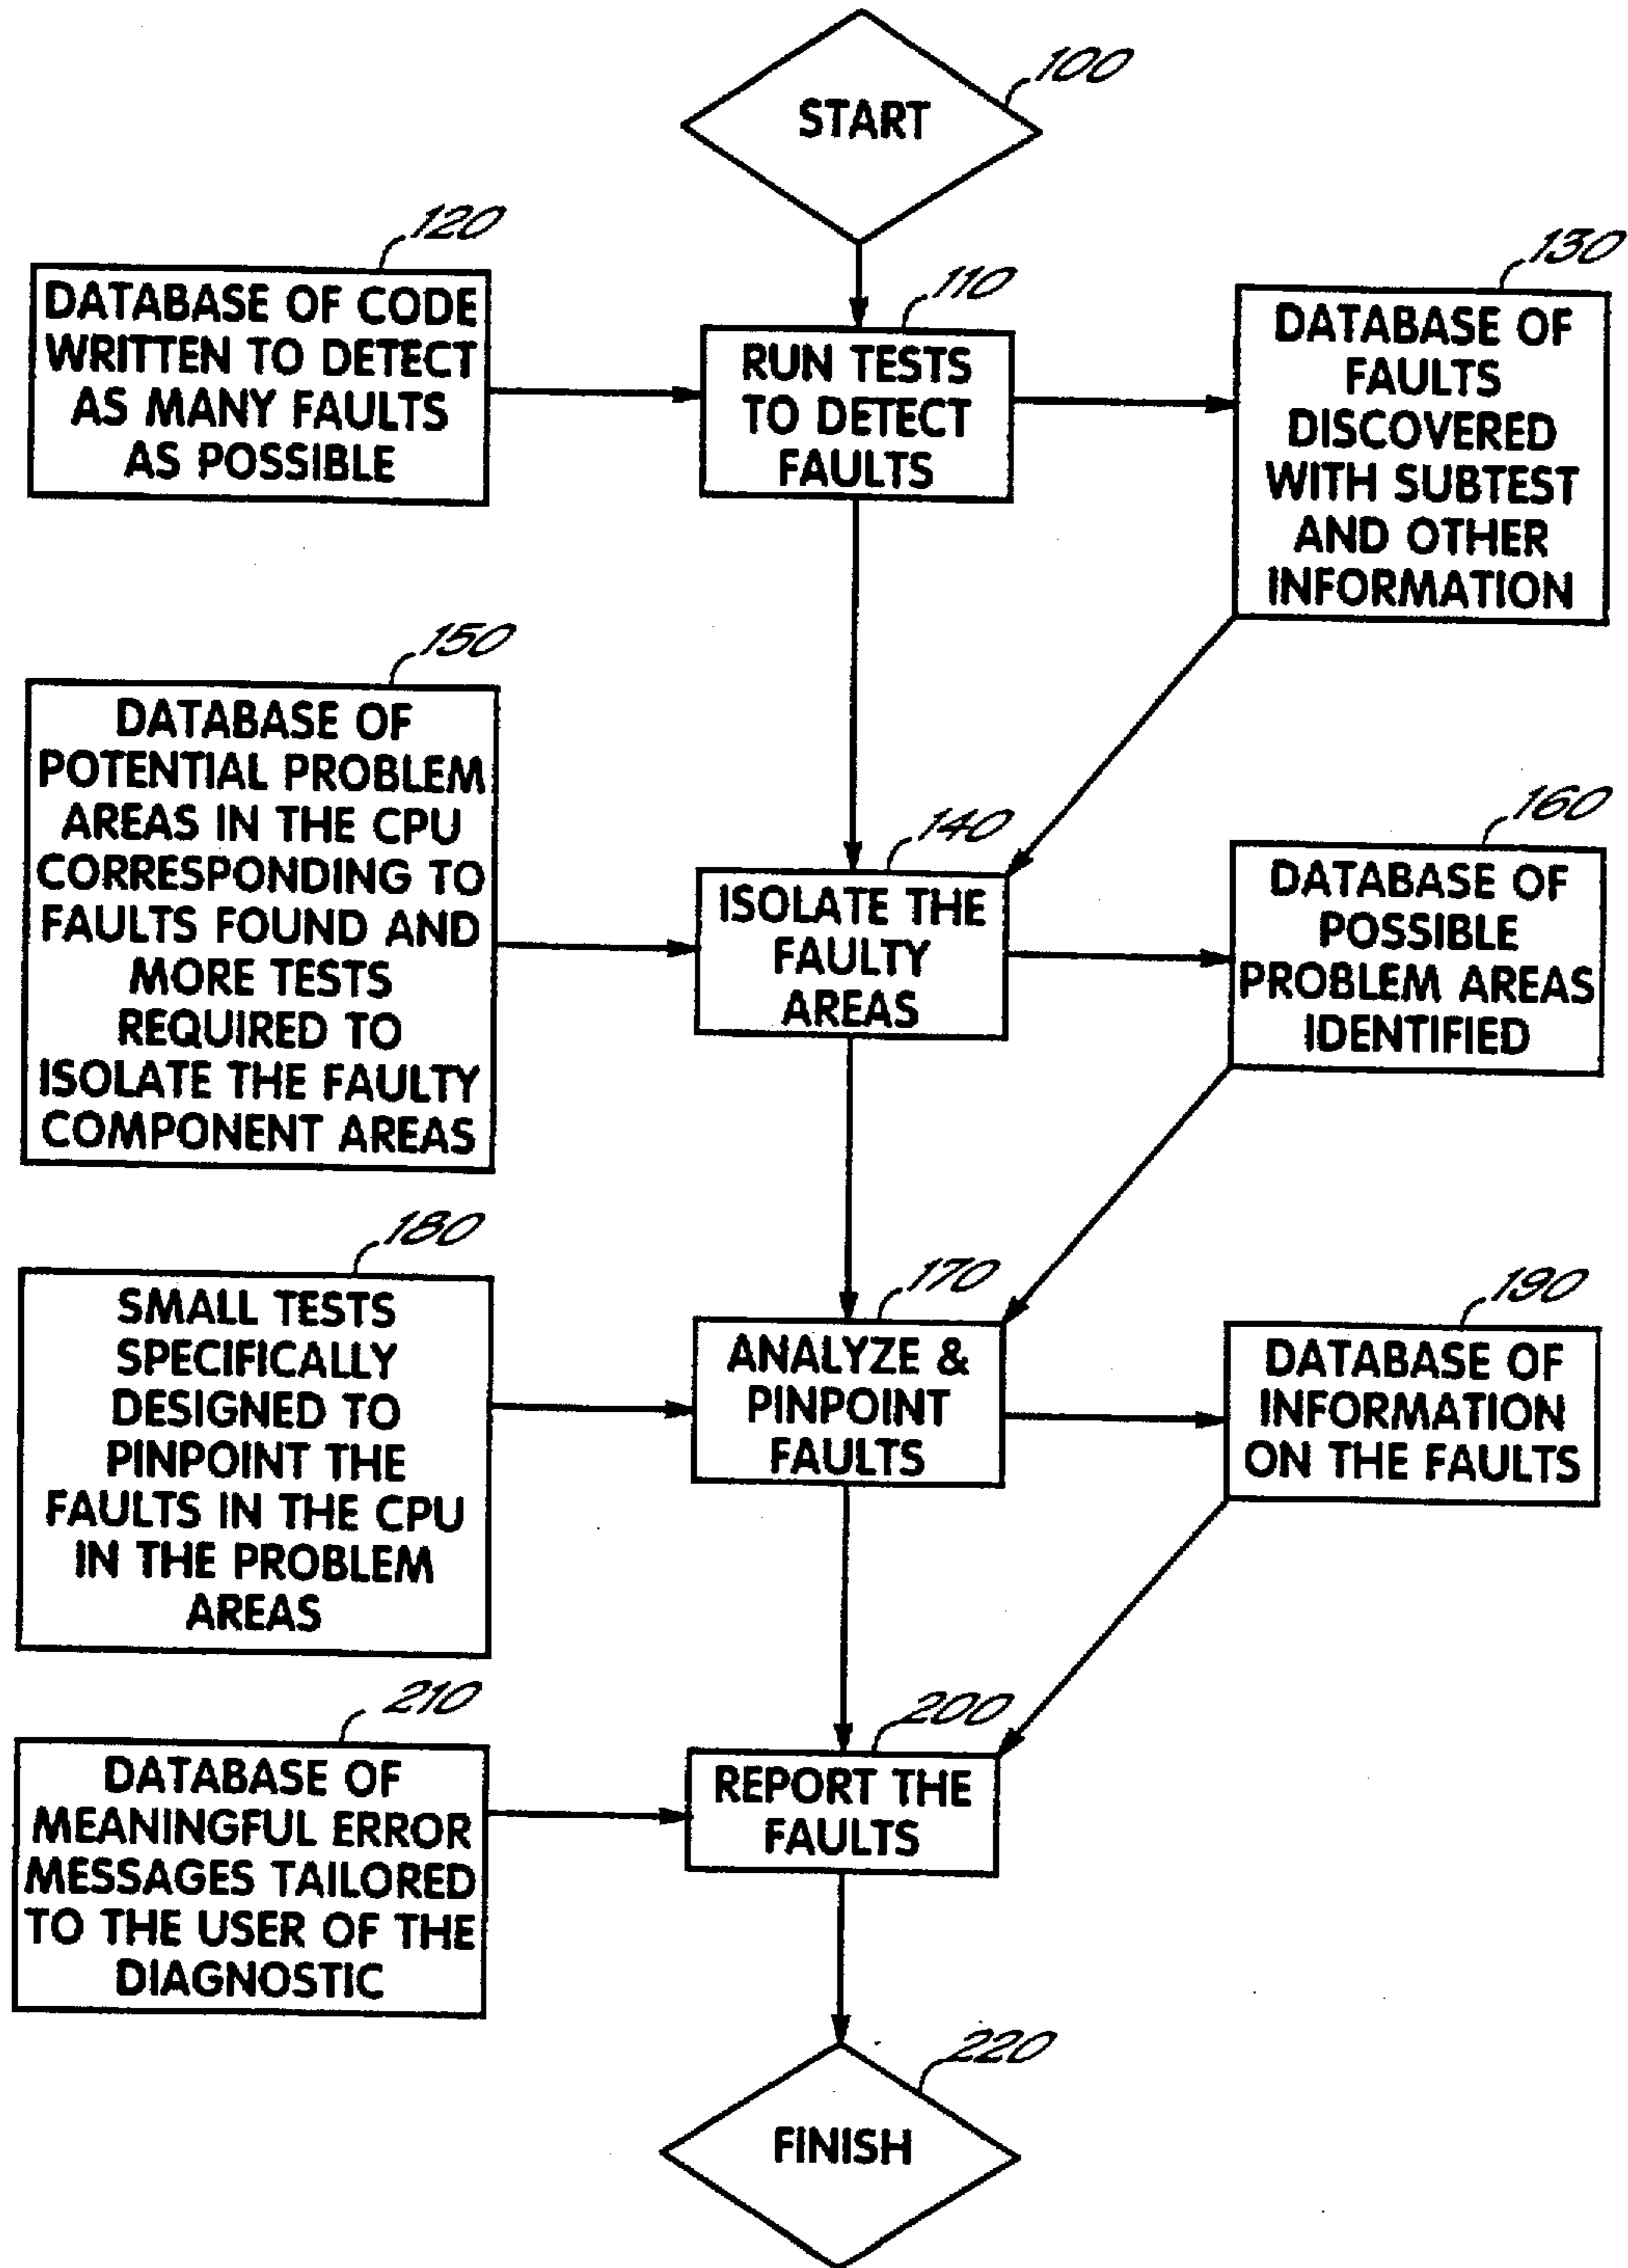 100
START
120
DATABASE OF CODE
WRITTEN TO DETECT
AS MANY FAULTS
AS POSSIBLE
110
RUN TESTS
TO DETECT
FAULTS
130
DATABASE OF
FAULTS
DISCOVERED
WITH SUBTEST
AND OTHER
INFORMATION
150
DATABASE OF
POTENTIAL PROBLEM
AREAS IN THE CPU
CORRESPONDING TO
FAULTS FOUND AND
MORE TESTS
REQUIRED TO
ISOLATE THE FAULTY
COMPONENT AREAS
140
ISOLATE THE
FAULTY
AREAS
160
DATABASE OF
POSSIBLE
PROBLEM AREAS
IDENTIFIED
180
SMALL TESTS
SPECIFICALLY
DESIGNED TO
PINPOINT THE
FAULTS IN THE CPU
IN THE PROBLEM
AREAS
170
ANALYZE &
PINPOINT
FAULTS
190
DATABASE OF
INFORMATION
ON THE FAULTS
210
DATABASE OF
MEANINGFUL ERROR
MESSAGES TAILORED
TO THE USER OF THE
DIAGNOSTIC
200
REPORT THE
FAULTS
220
FINISH